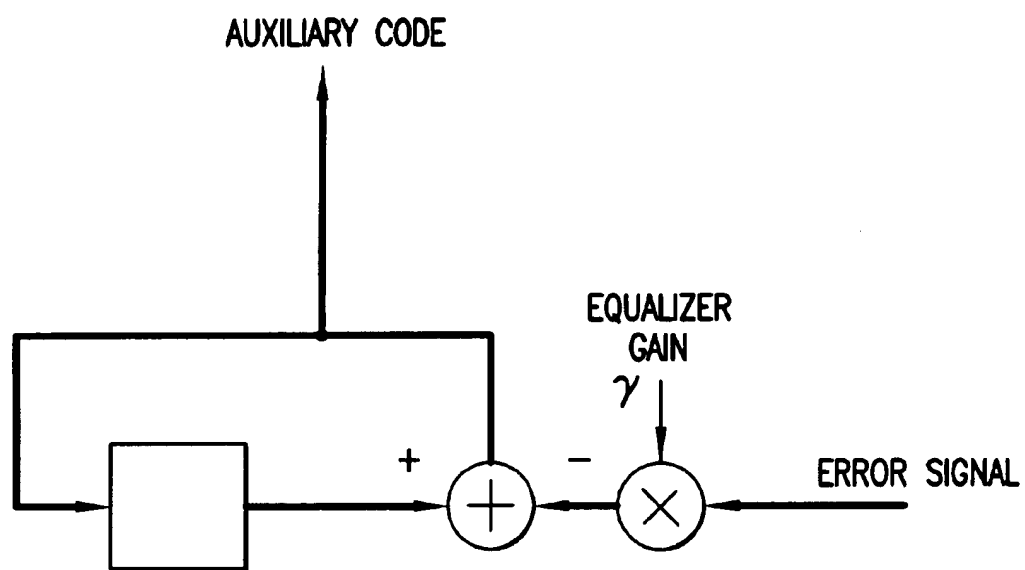 AUXILIARY CODE
EQUALIZER
GAIN
γ
+
−
ERROR SIGNAL
+
×